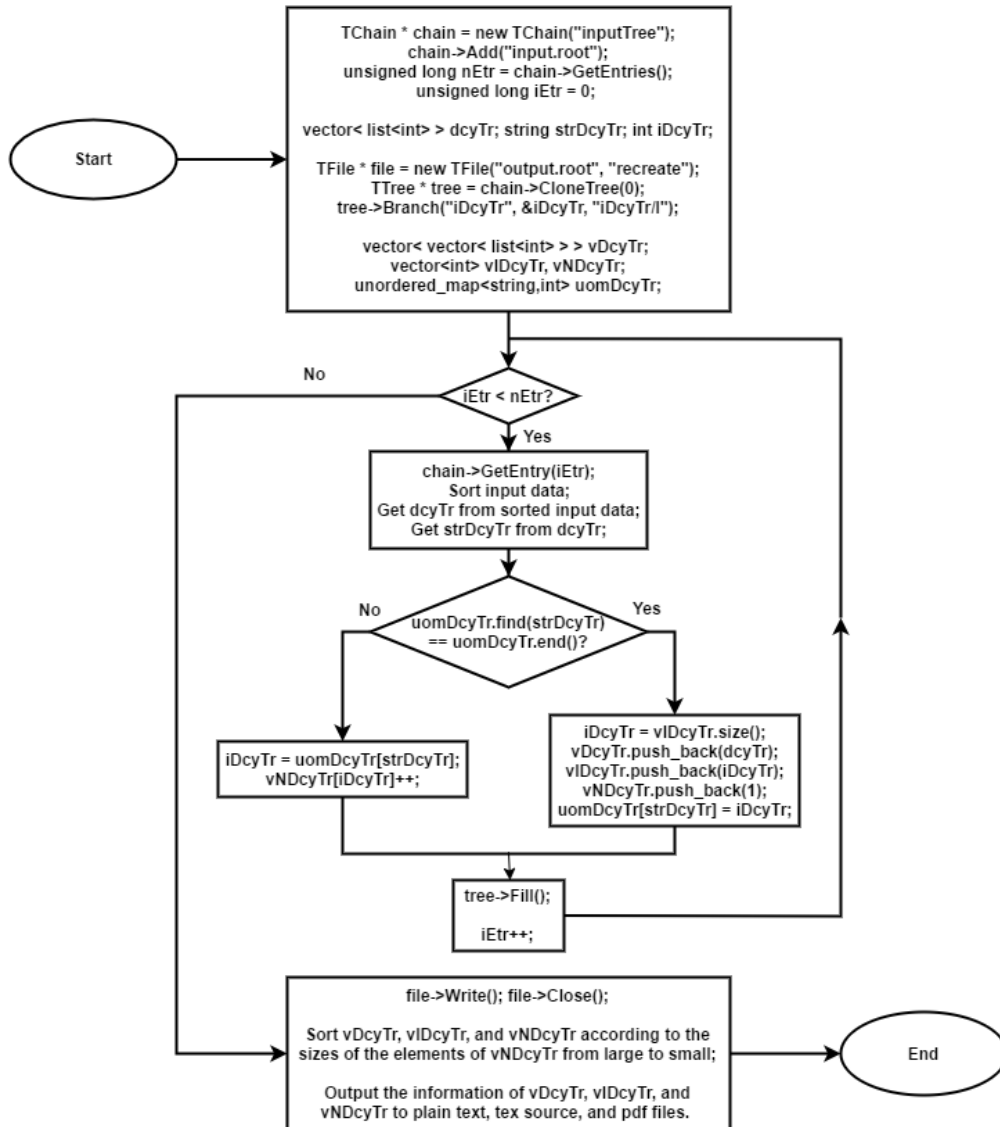 Start
TChain * chain = new TChain("inputTree");
chain->Add("input.root");
unsigned long nEtr = chain->GetEntries();
unsigned long iEtr = 0;
vector< list<int> > dcyTr; string strDcyTr; int iDcyTr;
TFile * file = new TFile("output.root", "recreate");
TTree * tree = chain->CloneTree(0);
tree->Branch("iDcyTr", &iDcyTr, "iDcyTr/I");
vector< vector< list<int> > > vDcyTr;
vector<int> vIDcyTr, vNDcyTr;
unordered_map<string,int> uomDcyTr;
No
iEtr < nEtr?
Yes
chain->GetEntry(iEtr);
Sort input data;
Get dcyTr from sorted input data;
Get strDcyTr from dcyTr;
No
Yes
uomDcyTr.find(strDcyTr)
== uomDcyTr.end()?
iDcyTr = uomDcyTr[strDcyTr];
vNDcyTr[iDcyTr]++;
iDcyTr = vIDcyTr.size();
vDcyTr.push_back(dcyTr);
vIDcyTr.push_back(iDcyTr);
vNDcyTr.push_back(1);
uomDcyTr[strDcyTr] = iDcyTr;
tree->Fill();
iEtr++;
file->Write(); file->Close();
Sort vDcyTr, vIDcyTr, and vNDcyTr according to the
sizes of the elements of vNDcyTr from large to small;
Output the information of vDcyTr, vIDcyTr, and
vNDcyTr to plain text, tex source, and pdf files.
End